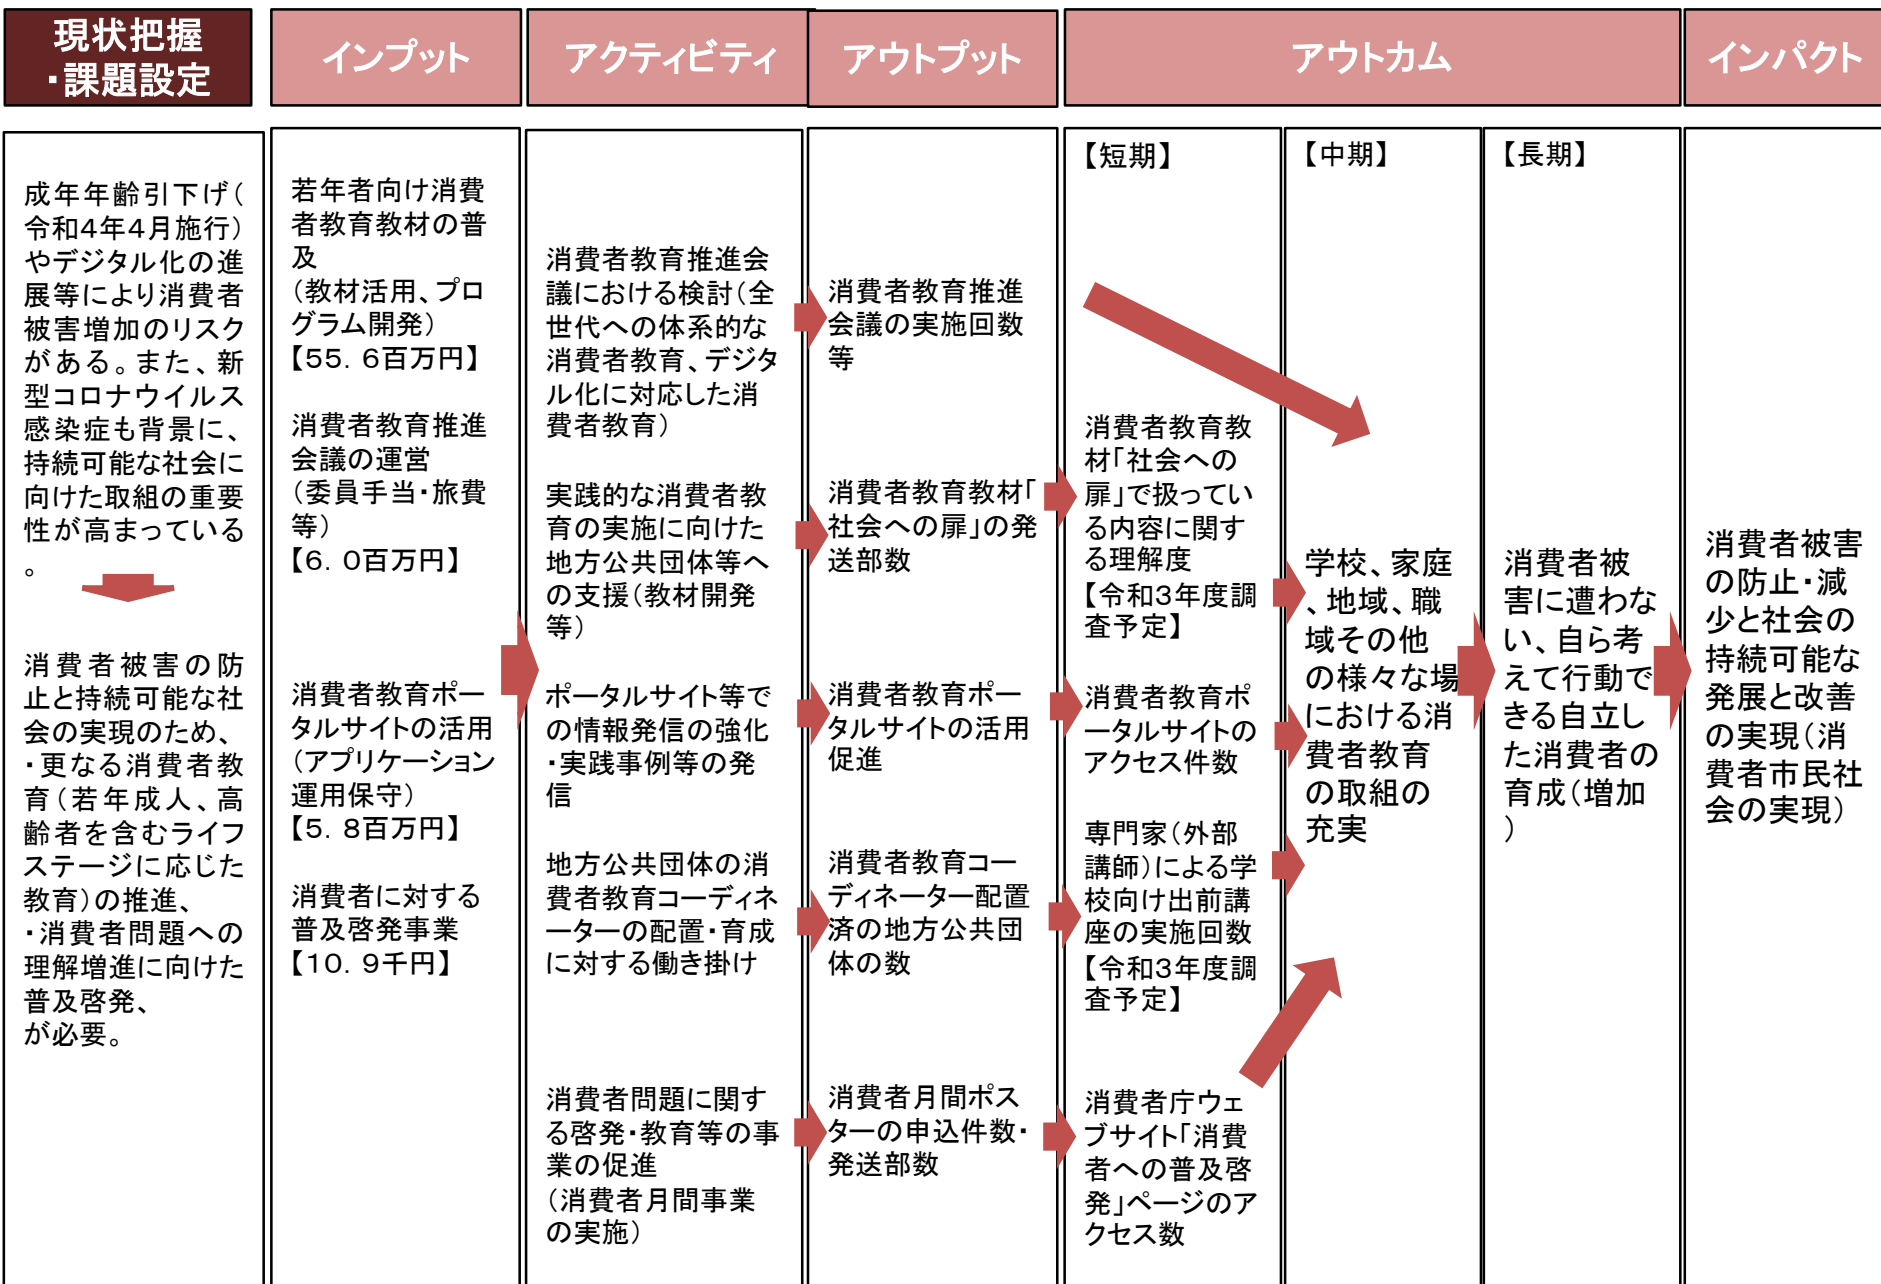 現状把握
・課題設定
インプット
アクティビティ
アウトプット
アウトカム
インパクト
成年年齢引下げ(
令和4年4月施行)
やデジタル化の進
展等により消費者
被害増加のリスク
がある。また、新
型コロナウイルス
感染症も背景に、
持続可能な社会に
向けた取組の重要
性が高まっている
。
消費者被害の防
止と持続可能な社
会の実現のため、
・更なる消費者教
育(若年成人、高
齢者を含むライフ
ステージに応じた
教育)の推進、
・消費者問題への
理解増進に向けた
普及啓発、
が必要。
若年者向け消費
者教育教材の普
及
(教材活用、プロ
グラム開発)
【55.6百万円】
消費者教育推進
会議の運営
(委員手当・旅費
等)
【6.0百万円】
消費者教育ポー
タルサイトの活用
(アプリケーション
運用保守)
【5.8百万円】
消費者に対する
普及啓発事業
【10.9千円】
消費者教育推進会
議における検討(全
世代への体系的な
消費者教育、デジタ
ル化に対応した消
費者教育)
実践的な消費者教
育の実施に向けた
地方公共団体等へ
の支援(教材開発
等)
ポータルサイト等で
の情報発信の強化
・実践事例等の発
信
地方公共団体の消
費者教育コーディネ
ーターの配置・育成
に対する働き掛け
消費者問題に関す
る啓発・教育等の事
業の促進
(消費者月間事業
の実施)
消費者教育推進
会議の実施回数
等
消費者教育教材「
社会への扉」の発
送部数
消費者教育ポー
タルサイトの活用
促進
消費者教育コー
ディネーター配置
済の地方公共団
体の数
消費者月間ポス
ターの申込件数・
発送部数
【短期】
消費者教育教
材「社会への
扉」で扱ってい
る内容に関す
る理解度
【令和3年度調
査予定】
消費者教育ポ
ータルサイトの
アクセス件数
専門家(外部
講師)による学
校向け出前講
座の実施回数
【令和3年度調
査予定】
消費者庁ウェ
ブサイト「消費
者への普及啓
発」ページのア
クセス数
【中期】
学校、家庭
、地域、職
域その他
の様々な場
における消
費者教育
の取組の
充実
【長期】
消費者被
害に遭わな
い、自ら考
えて行動で
きる自立し
た消費者の
育成(増加
)
消費者被害
の防止・減
少と社会の
持続可能な
発展と改善
の実現(消
費者市民社
会の実現)